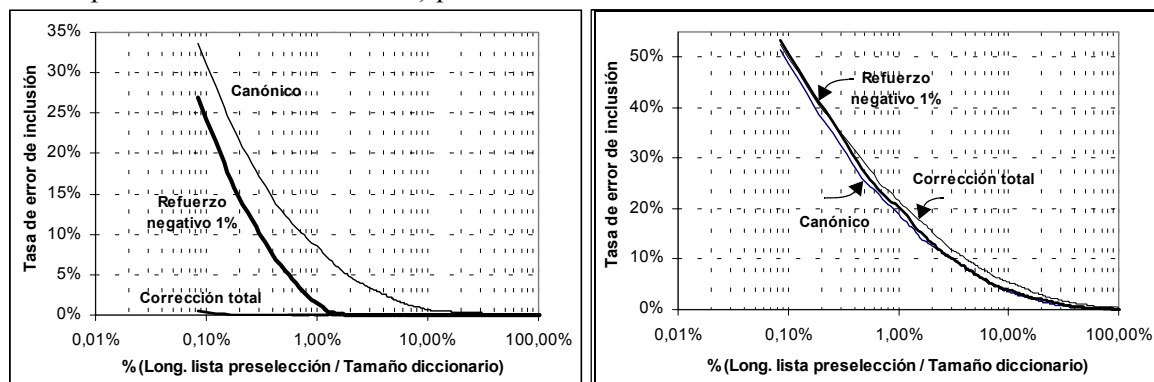 35%
30%
25%
20%
15%
10%
5%
0%
Tasa de error de inclusión
Canónico
Refuerzo
negativo 1%
Corrección total
0,01%
0,10%
1,00%
10,00%
100,00%
% (Long. lista preselección / Tamaño diccionario)
50%
40%
30%
20%
10%
0%
Tasa de error de inclusión
Refuerzo
negativo 1%
Corrección total
Canónico
0,01%
0,10%
1,00%
10,00%
100,00%
% (Long. lista preselección / Tamaño diccionario)